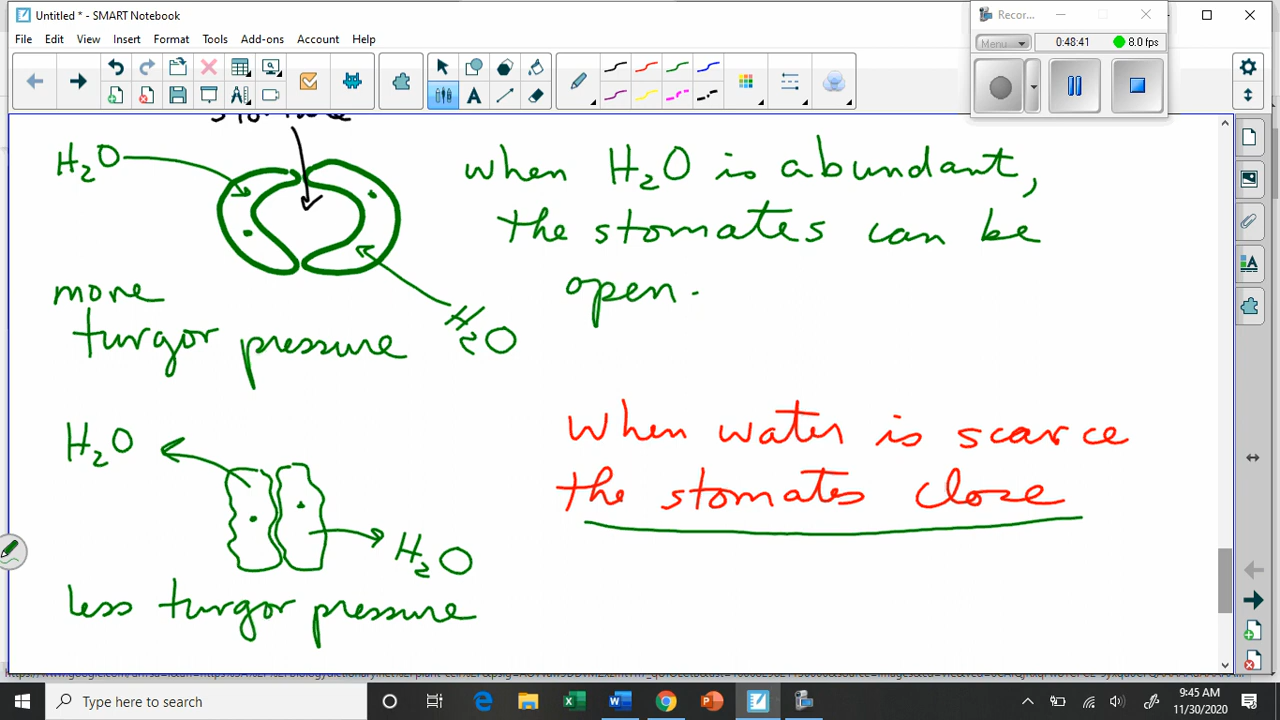 Untitled * - SMART Notebook
Recor...
File Edit View Insert Format Tools Add-ons Account Help
Menu
0:48:41
8.0 fps
H2O
when H2O is abundant,
the stomates can be
open.
more
turgor pressure
H2O
When water is scarce
the stomates close
H2O
H2O
less turgor pressure
Type here to search
9:45 AM
11/30/2020